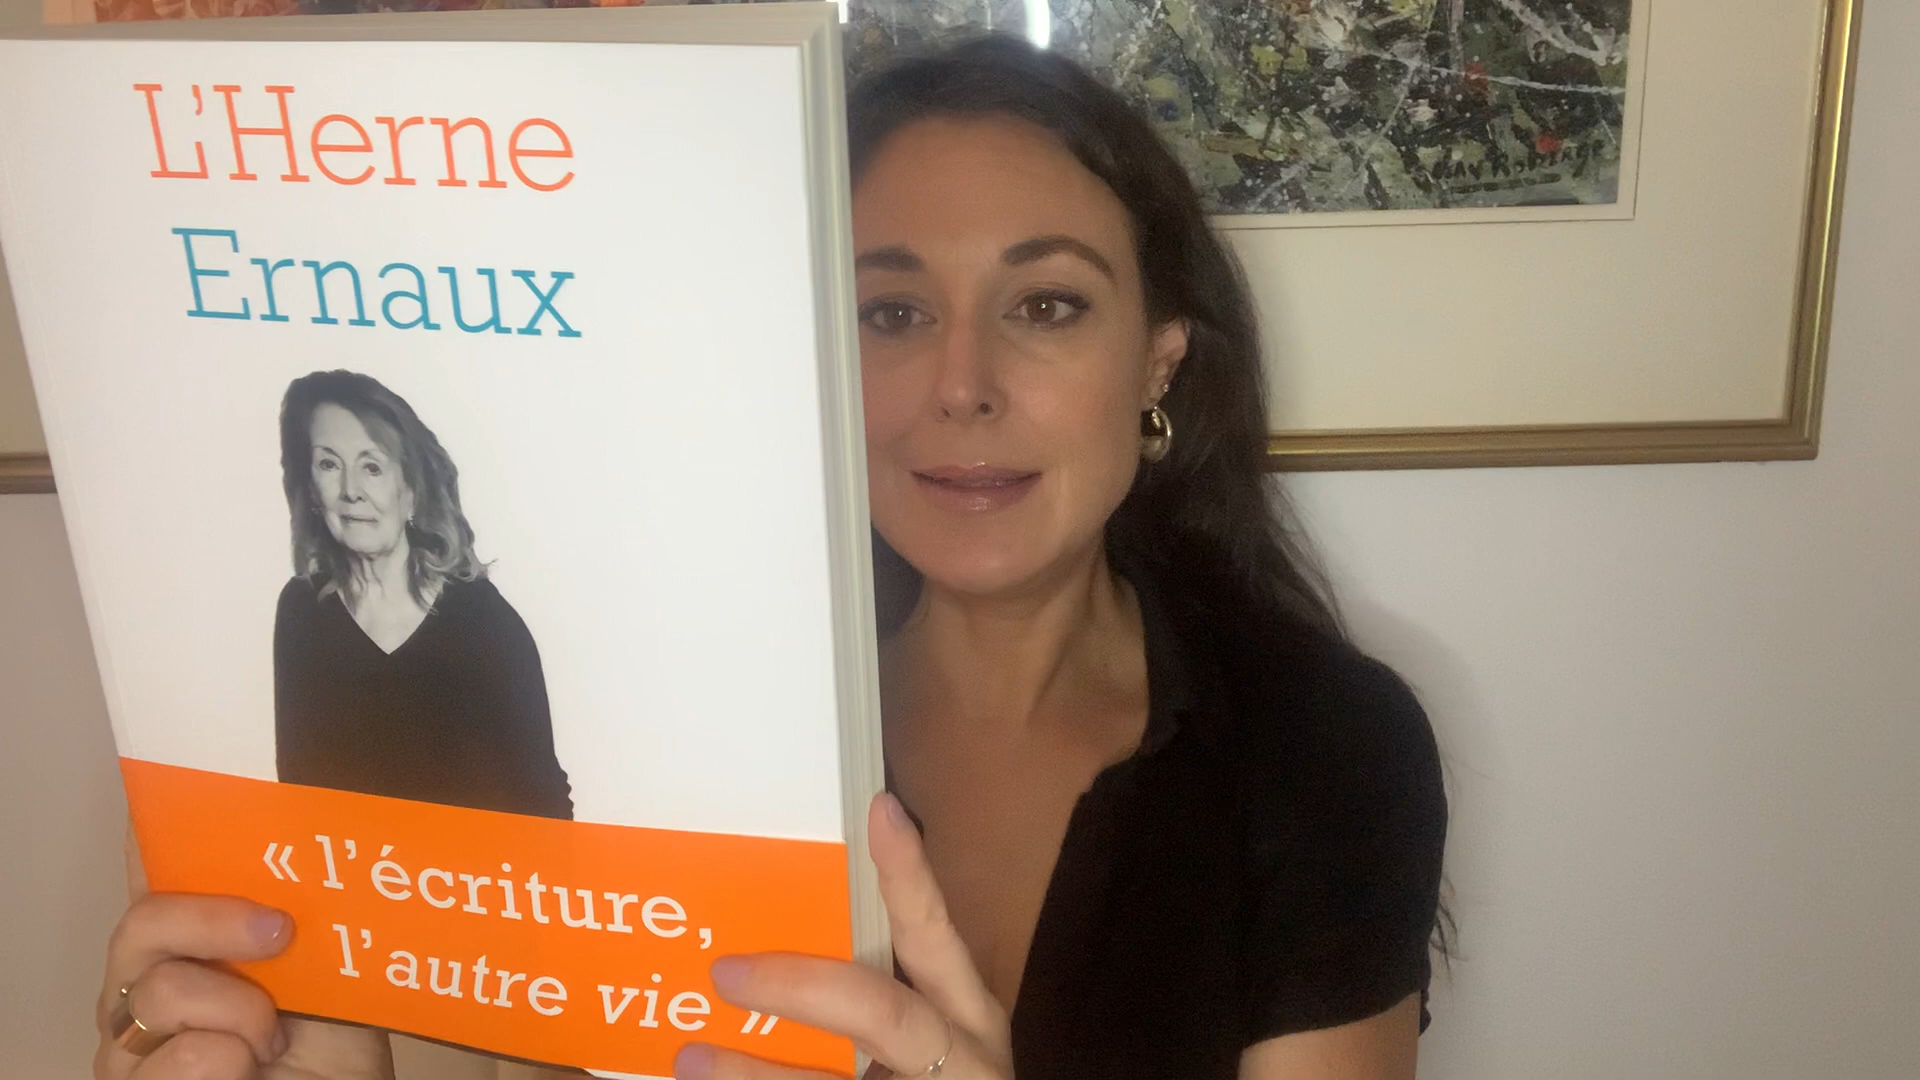 L'Herne
Ernaux
« l'écriture,
l'autre vie »